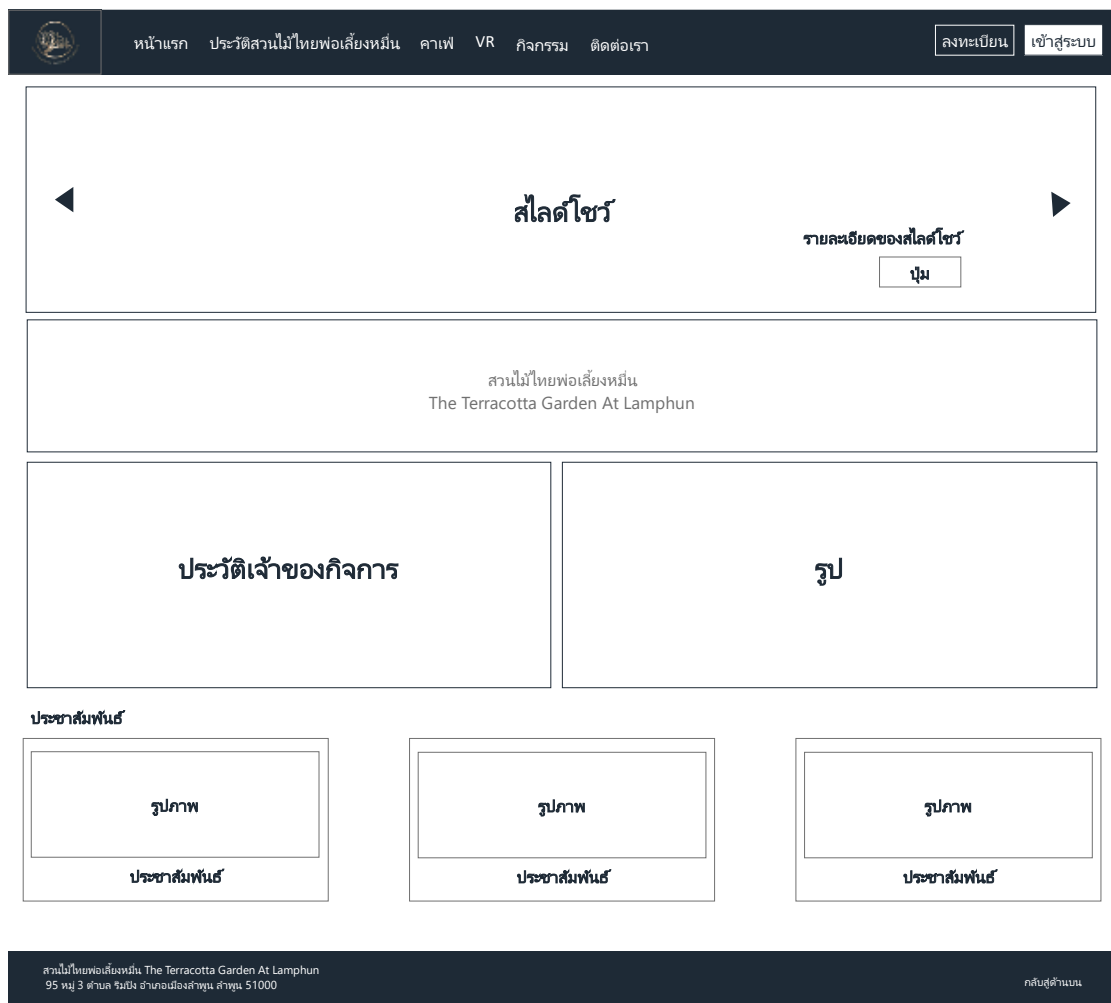 หน้าแรก ประวัติสวนไม้ไทยพ่อเลี้ยงหมื่น คาเฟ่ VR กิจกรรม ติดต่อเรา ลงทะเบียน เข้าสู่ระบบ
สไลด์โชว์
รายละเอียดของสไลด์โชว์
ปุ่ม
สวนไม้ไทยพ่อเลี้ยงหมื่น
The Terracotta Garden At Lamphun
ประวัติเจ้าของกิจการ รูป
ประชาสัมพันธ์
รูปภาพ รูปภาพ รูปภาพ
ประชาสัมพันธ์ ประชาสัมพันธ์ ประชาสัมพันธ์
สวนไม้ไทยพ่อเลี้ยงหมื่น The Terracotta Garden At Lamphun
95 หมู่ 3 ตำบล ริมปิง อำเภอเมืองลำพูน ลำพูน 51000
กลับสู่ด้านบน